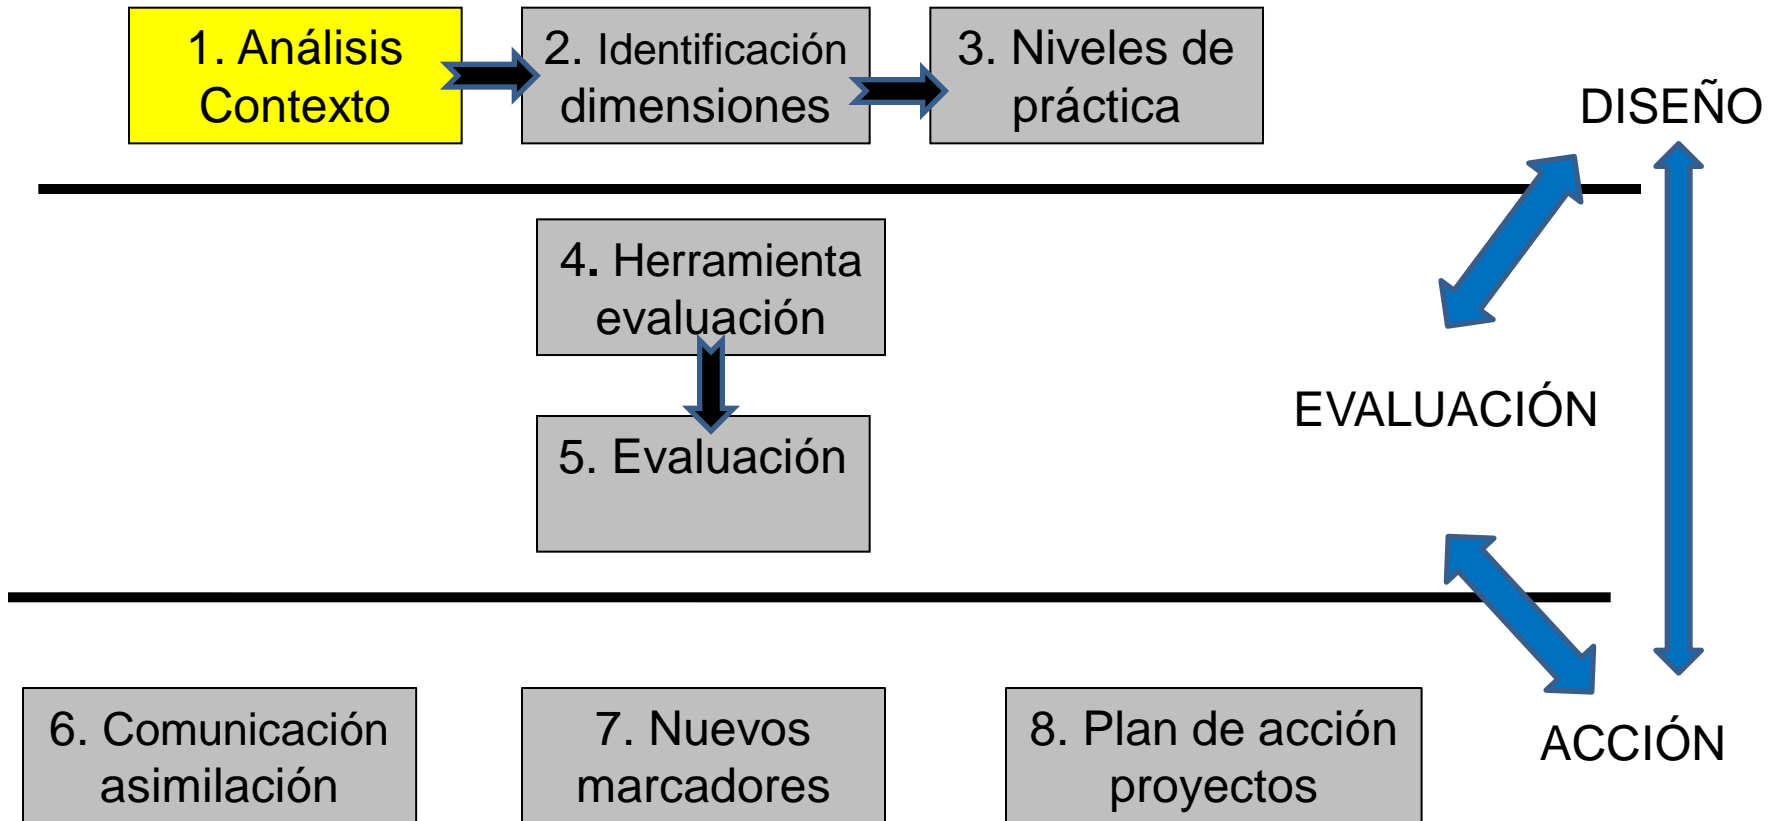 1. Análisis
Contexto
2. Identificación
dimensiones
3. Niveles de
práctica
DISEÑO
4. Herramienta
evaluación
5. Evaluación
EVALUACIÓN
6. Comunicación
asimilación
7. Nuevos
marcadores
8. Plan de acción
proyectos
ACCIÓN